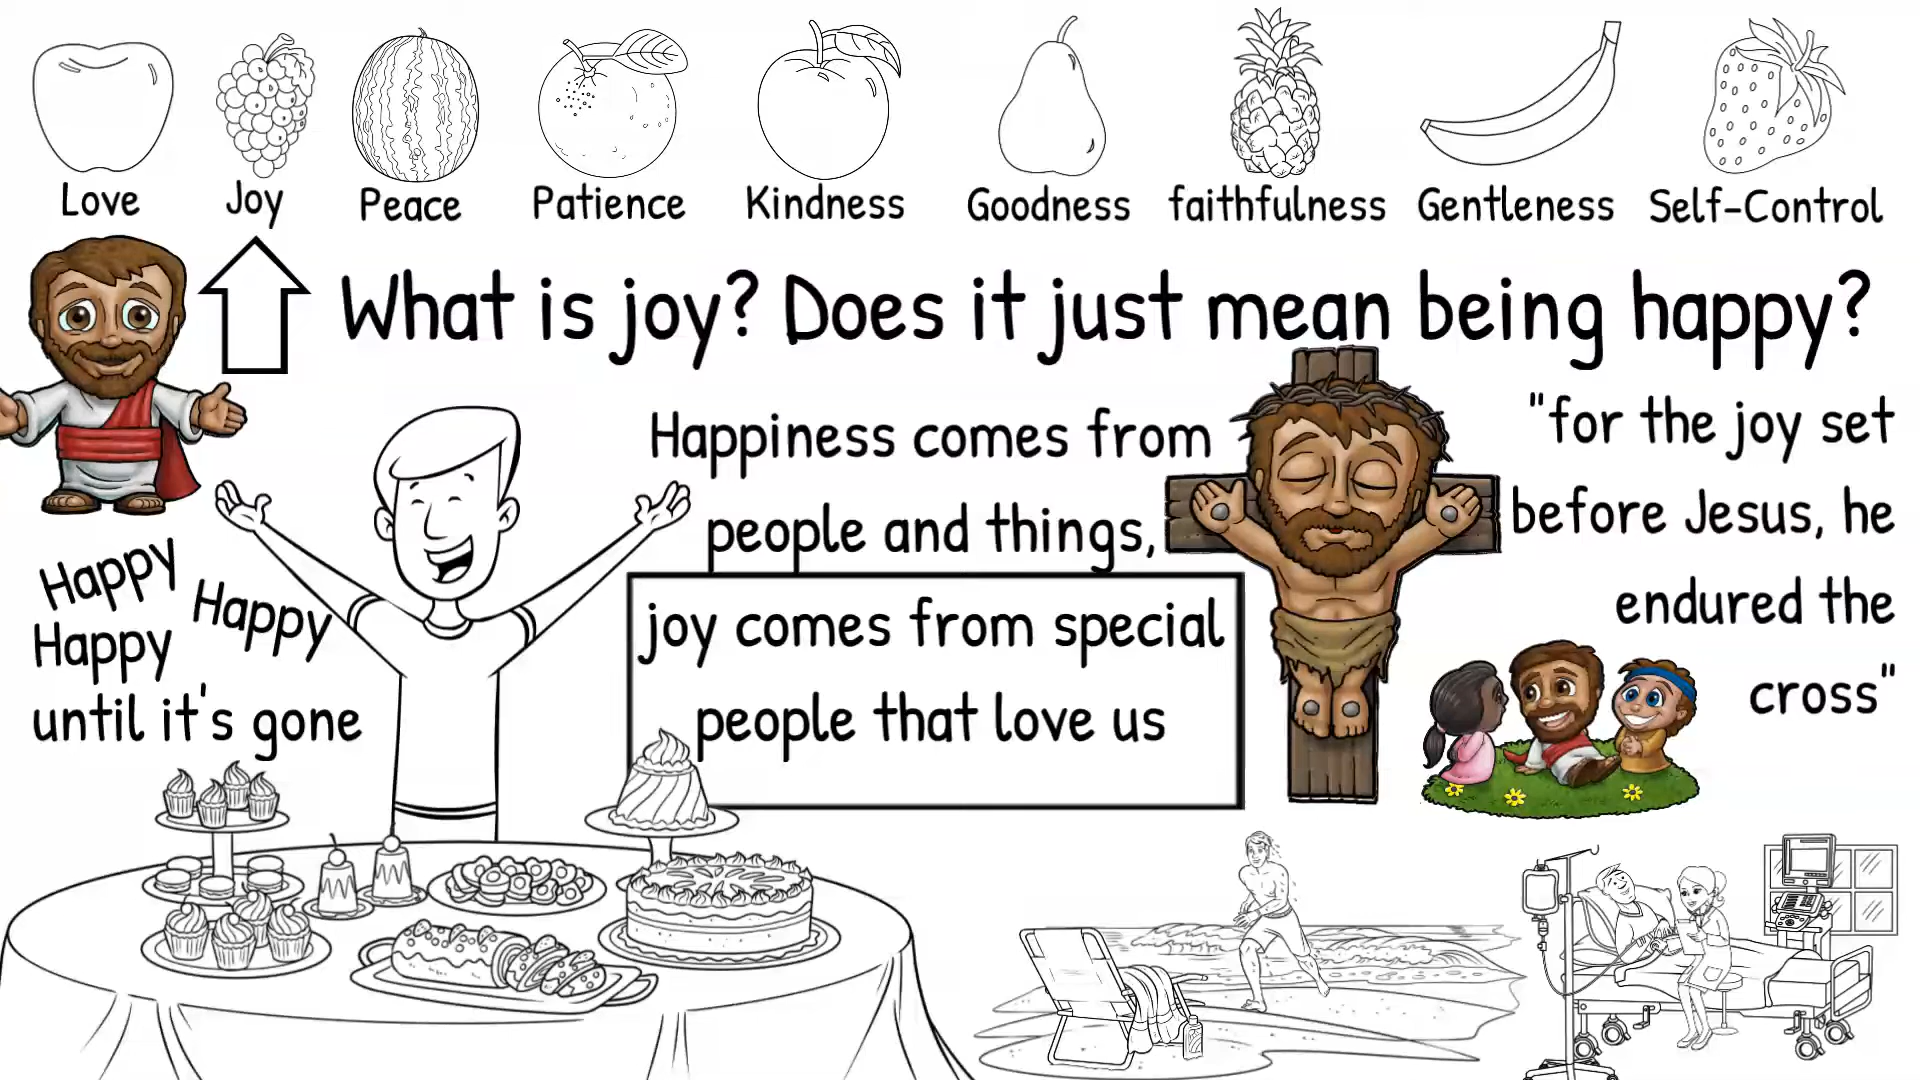 Love Joy Peace Patience Kindness Goodness faithfulness Gentleness Self-Control
What is joy? Does it just mean being happy?
Happiness comes from
people and things,
joy comes from special
people that love us
"for the joy set
before Jesus, he
endured the
cross"
Happy
Happy
Happy
until it's gone